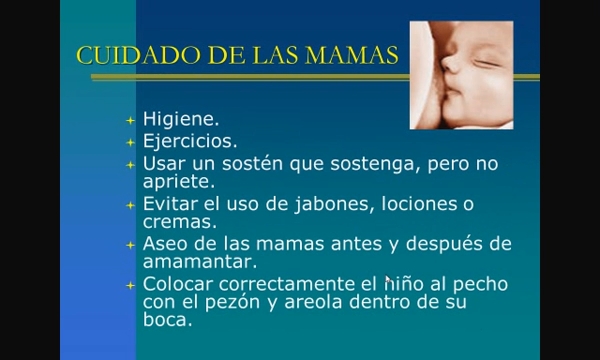 CUIDADO DE LAS MAMAS
Higiene.
Ejercicios.
Usar un sostén que sostenga, pero no
apriete.
Evitar el uso de jabones, lociones o
cremas.
Aseo de las mamas antes y después de
amamantar.
Colocar correctamente el niño al pecho
con el pezón y areola dentro de su
boca.